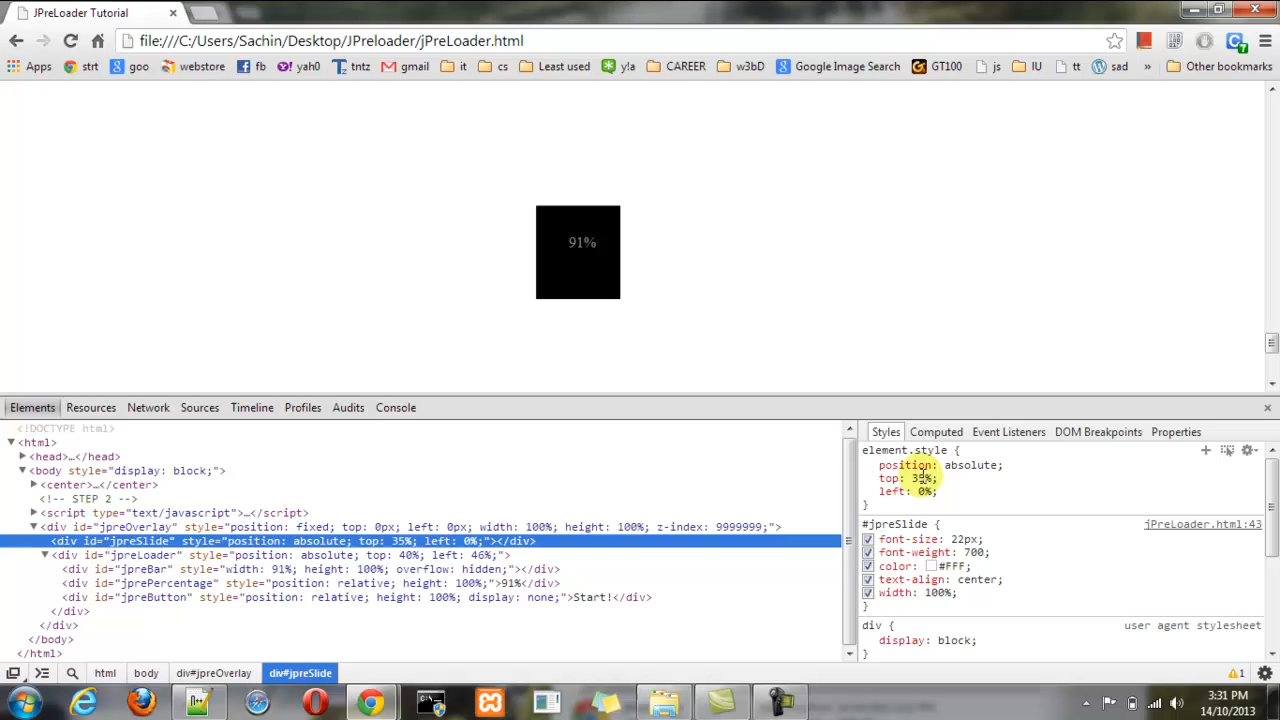 JPreLoader Tutorial
file:///C:/Users/Sachin/Desktop/JPreloader/jPreLoader.html
7
Apps strt goo webstore fb yah0 tntz gmail it cs Least used y!a CAREER w3bD Google Image Search GT100 js IU tt sad » Other bookmarks
91%
Elements Resources Network Sources Timeline Profiles Audits Console
<!DOCTYPE html>
<html>
<head>…</head>
<body style="display: block;">
<center>…</center>
<!-- STEP 2 -->
<script type="text/javascript">…</script>
<div id="jpreOverlay" style="position: fixed; top: 0px; left: 0px; width: 100%; height: 100%; z-index: 9999999;">
<div id="jpreSlide" style="position: absolute; top: 35%; left: 0%;"></div>
<div id="jpreLoader" style="position: absolute; top: 40%; left: 46%;">
<div id="jpreBar" style="width: 91%; height: 100%; overflow: hidden;"></div>
<div id="jprePercentage" style="position: relative; height: 100%;">91%</div>
<div id="jpreButton" style="position: relative; height: 100%; display: none;">Start!</div>
</div>
</div>
</body>
</html>
Styles Computed Event Listeners DOM Breakpoints Properties
element.style {
position: absolute;
top: 35%;
left: 0%;
}
#jpreSlide { jPreLoader.html:43
font-size: 22px;
font-weight: 700;
color: #FFF;
text-align: center;
width: 100%;
}
div { user agent stylesheet
display: block;
}
html body div#jpreOverlay div#jpreSlide 1
3:31 PM
14/10/2013